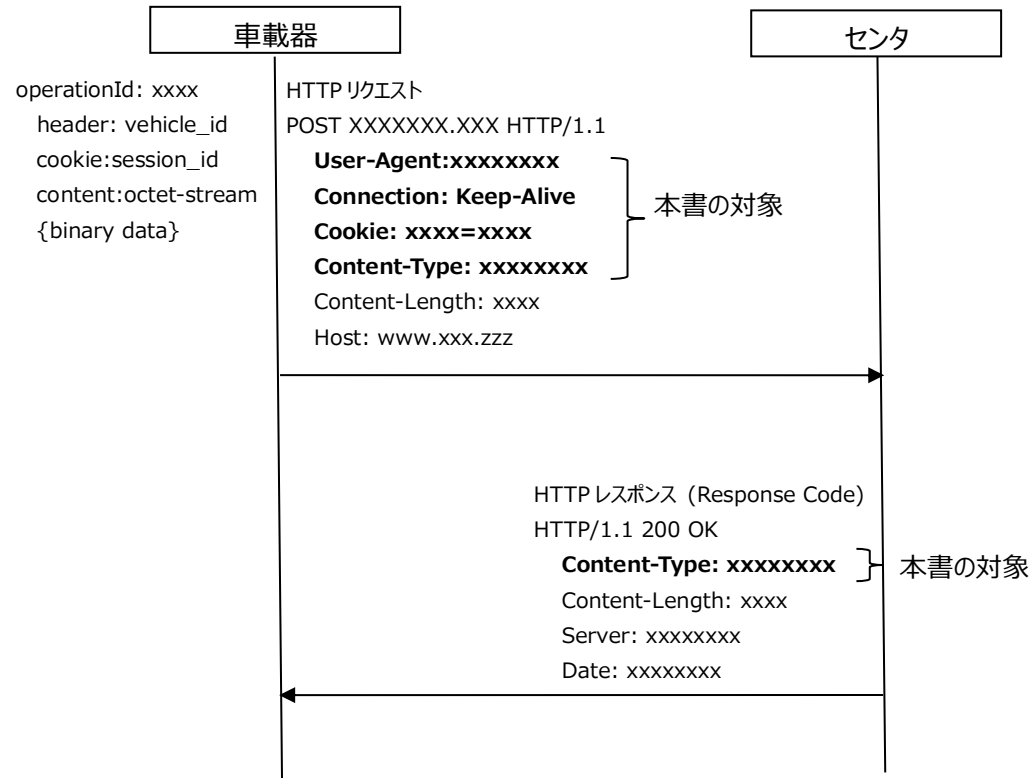 車載器
センタ
operationId: xxxx
header: vehicle_id
cookie:session_id
content:octet-stream
{binary data}
HTTP リクエスト
POST XXXXXXX.XXX HTTP/1.1
User-Agent:xxxxxxxx
Connection: Keep-Alive
Cookie: xxxx=xxxx
Content-Type: xxxxxxxx
Content-Length: xxxx
Host: www.xxx.zzz
本書の対象
HTTP レスポンス (Response Code)
HTTP/1.1 200 OK
Content-Type: xxxxxxxx
Content-Length: xxxx
Server: xxxxxxxx
Date: xxxxxxxx
本書の対象